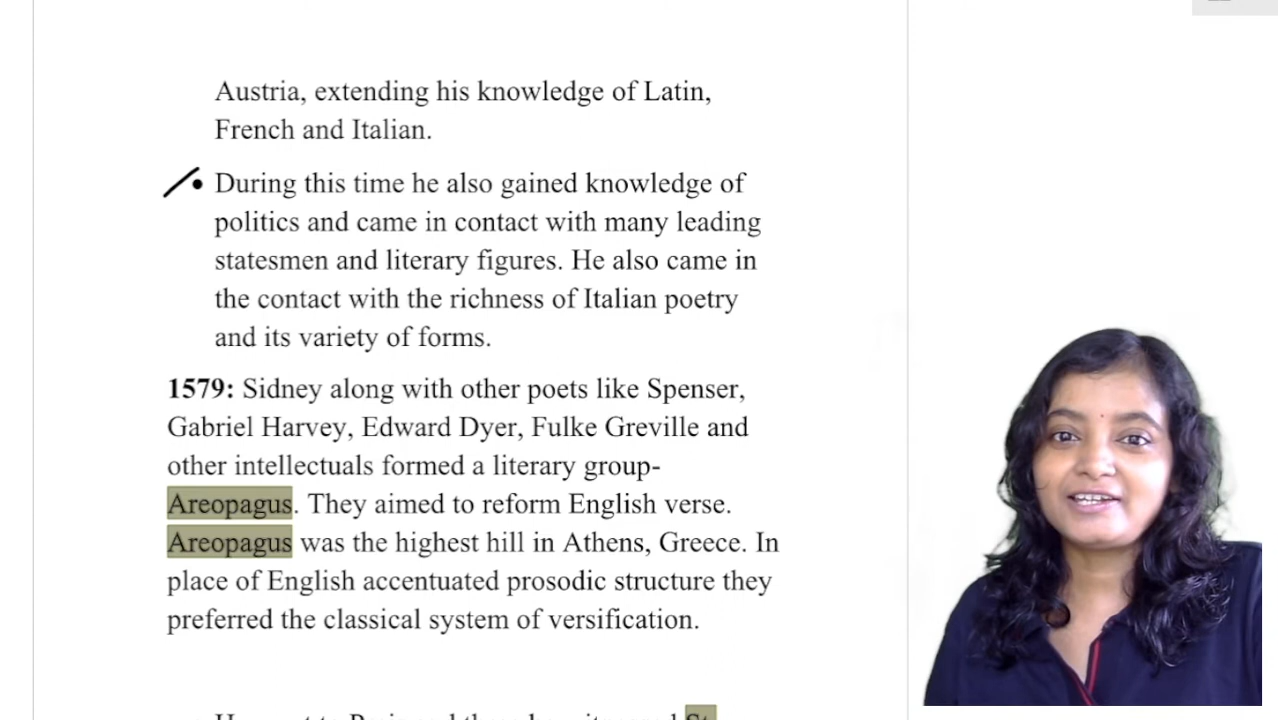 Austria, extending his knowledge of Latin,
French and Italian.
• During this time he also gained knowledge of
politics and came in contact with many leading
statesmen and literary figures. He also came in
the contact with the richness of Italian poetry
and its variety of forms.
1579: Sidney along with other poets like Spenser,
Gabriel Harvey, Edward Dyer, Fulke Greville and
other intellectuals formed a literary group-
Areopagus. They aimed to reform English verse.
Areopagus was the highest hill in Athens, Greece. In
place of English accentuated prosodic structure they
preferred the classical system of versification.